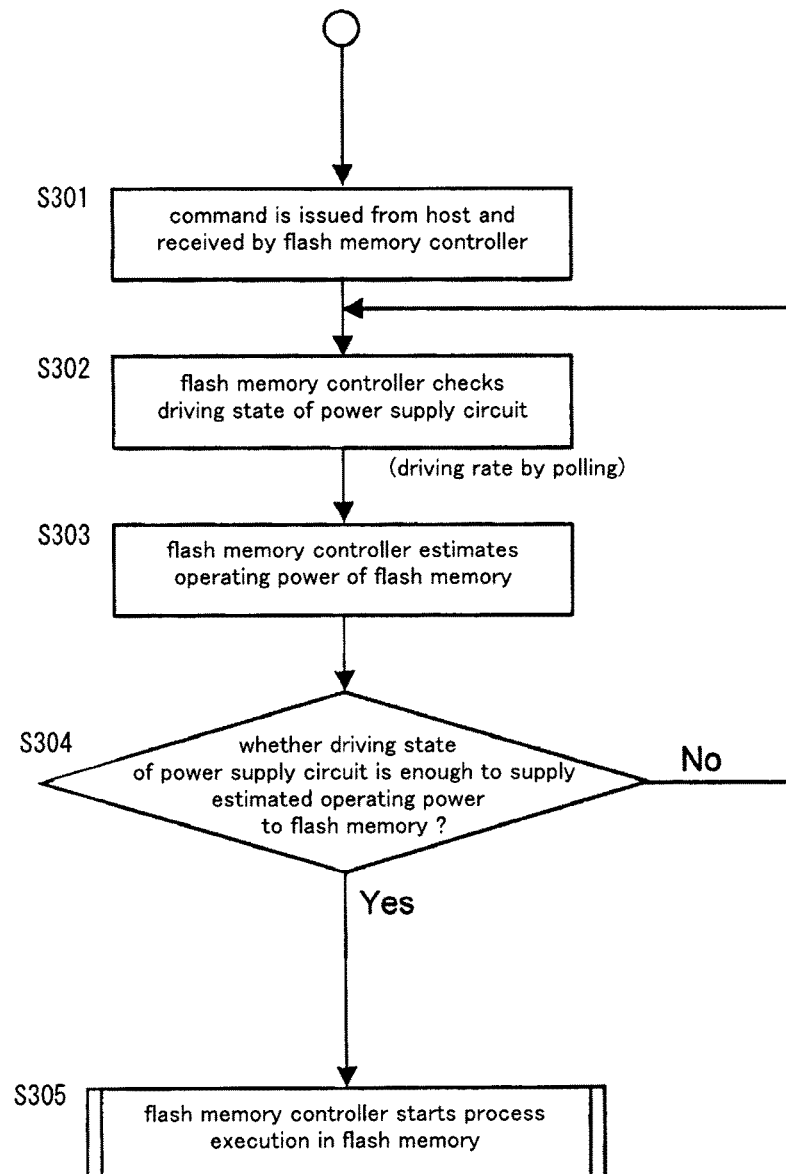 S301
command is issued from host and
received by flash memory controller
S302
flash memory controller checks
driving state of power supply circuit
(driving rate by polling)
S303
flash memory controller estimates
operating power of flash memory
S304
whether driving state
of power supply circuit is enough to supply
estimated operating power
to flash memory ?
No
Yes
S305
flash memory controller starts process
execution in flash memory